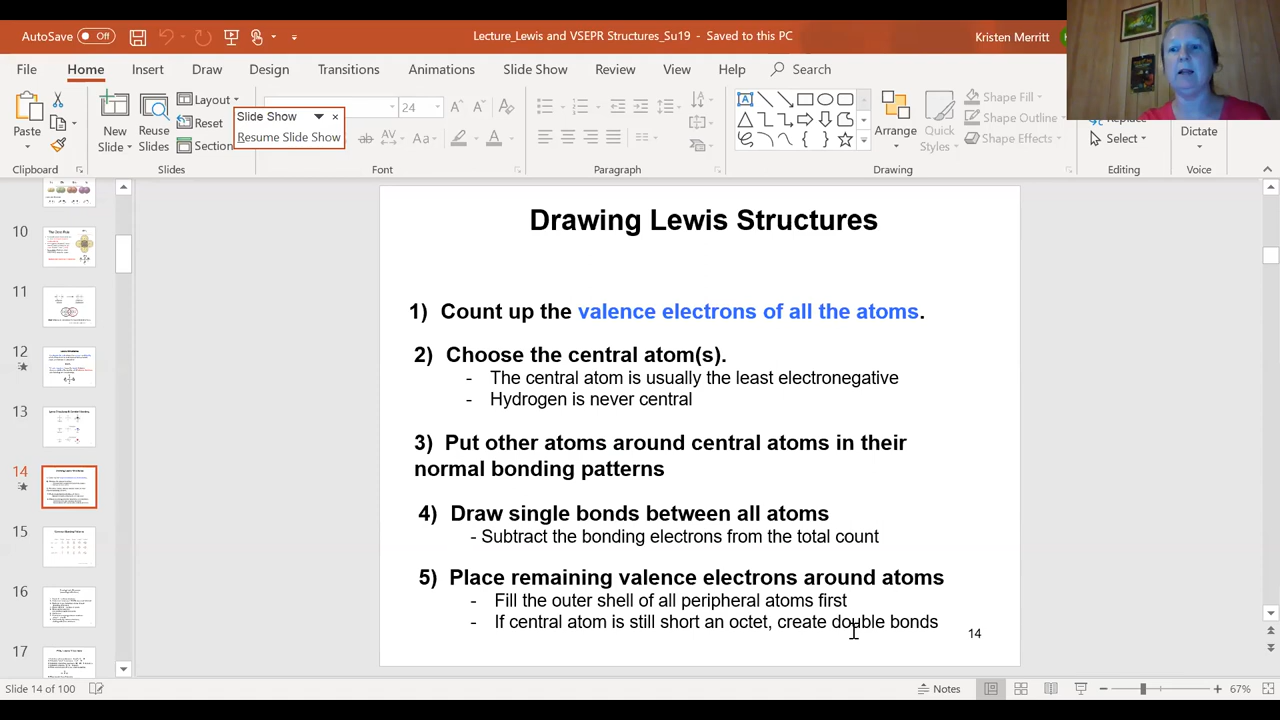 AutoSave Off
Lecture_Lewis and VSEPR Structures_Su19 - Saved to this PC
Kristen Merritt
File Home Insert Draw Design Transitions Animations Slide Show Review View Help Search
Paste
New Slide
Reuse Slides
Layout
Reset
Section
Slide Show
Resume Slide Show
24
Arrange
Quick Styles
Shape Fill
Shape Outline
Shape Effects
Replace
Select
Dictate
Clipboard Slides Font Paragraph Drawing Editing Voice
10
11
12
13
14
15
16
17
Drawing Lewis Structures
1) Count up the valence electrons of all the atoms.
2) Choose the central atom(s).
- The central atom is usually the least electronegative
- Hydrogen is never central
3) Put other atoms around central atoms in their
normal bonding patterns
4) Draw single bonds between all atoms
- Subtract the bonding electrons from the total count
5) Place remaining valence electrons around atoms
- Fill the outer shell of all peripheral atoms first
- If central atom is still short an octet, create double bonds
14
Slide 14 of 100
Notes
67%